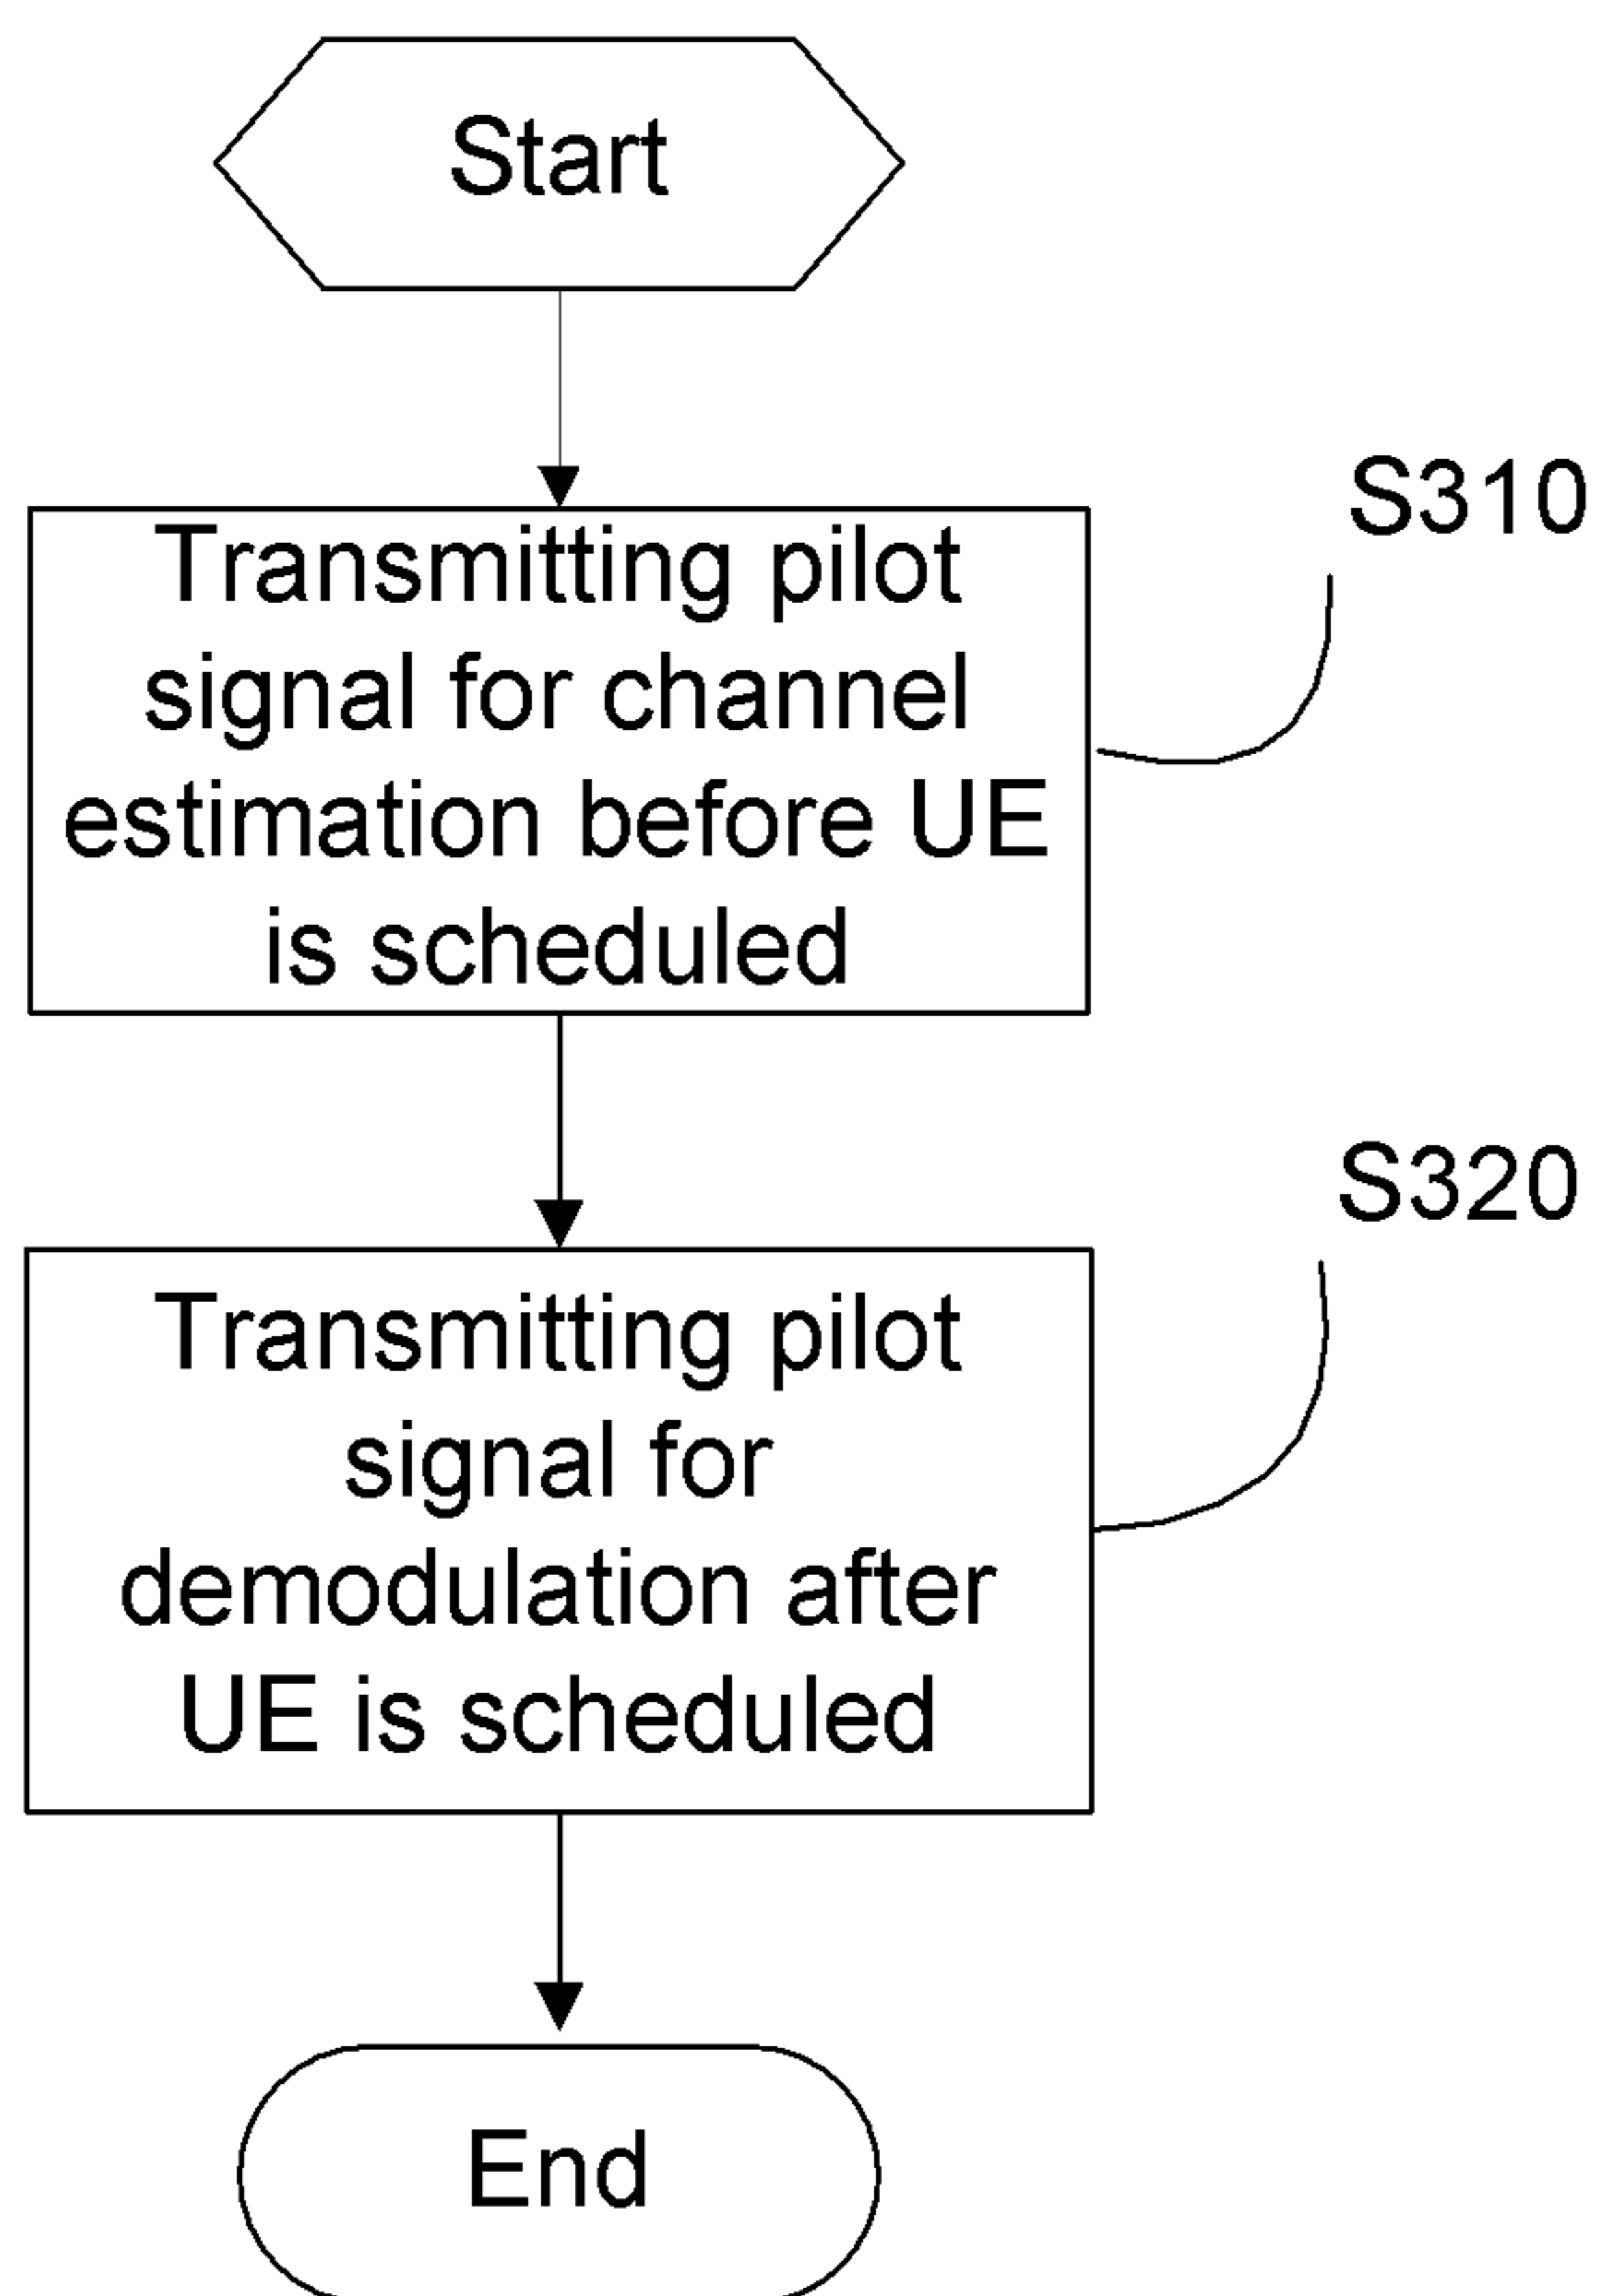 Start
S310
Transmitting pilot
signal for channel
estimation before UE
is scheduled
S320
Transmitting pilot
signal for
demodulation after
UE is scheduled
End